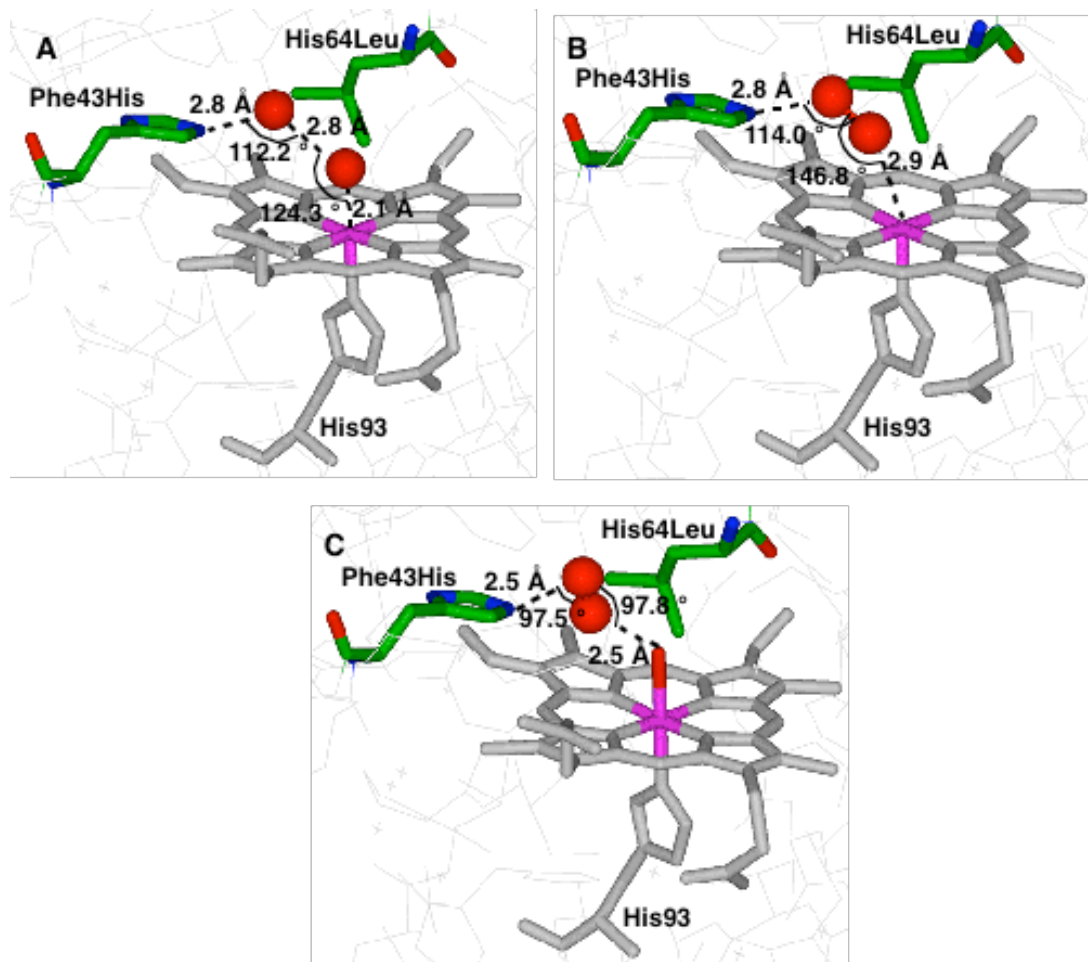 A
His64Leu
Phe43His
2.8 Å
2.8 Å
112.2 °
124.3 °
2.1 Å
His93
B
His64Leu
Phe43His
2.8 Å
114.0 °
2.9 Å
146.8 °
His93
C
His64Leu
Phe43His
2.5 Å
97.8 °
97.5 °
2.5 Å
His93